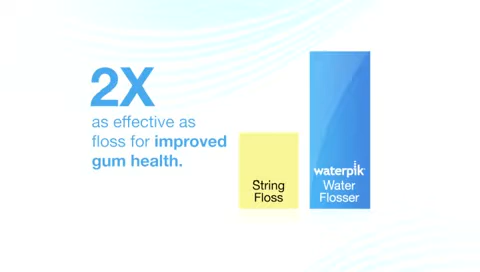 2X
as effective as
floss for improved
gum health.
String
Floss
waterpik
Water
Flosser